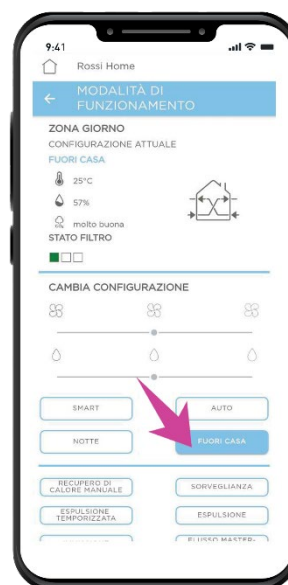 9:41
Rossi Home
MODALITÀ DI
FUNZIONAMENTO
ZONA GIORNO
CONFIGURAZIONE ATTUALE
FUORI CASA
25°C
57%
molto buona
STATO FILTRO
CAMBIA CONFIGURAZIONE
SMART
AUTO
NOTTE
FUORI CASA
RECUPERO DI
CALORE MANUALE
SORVEGLIANZA
ESPULSIONE
TEMPORIZZATA
ESPULSIONE
FLUSSO MASTER-